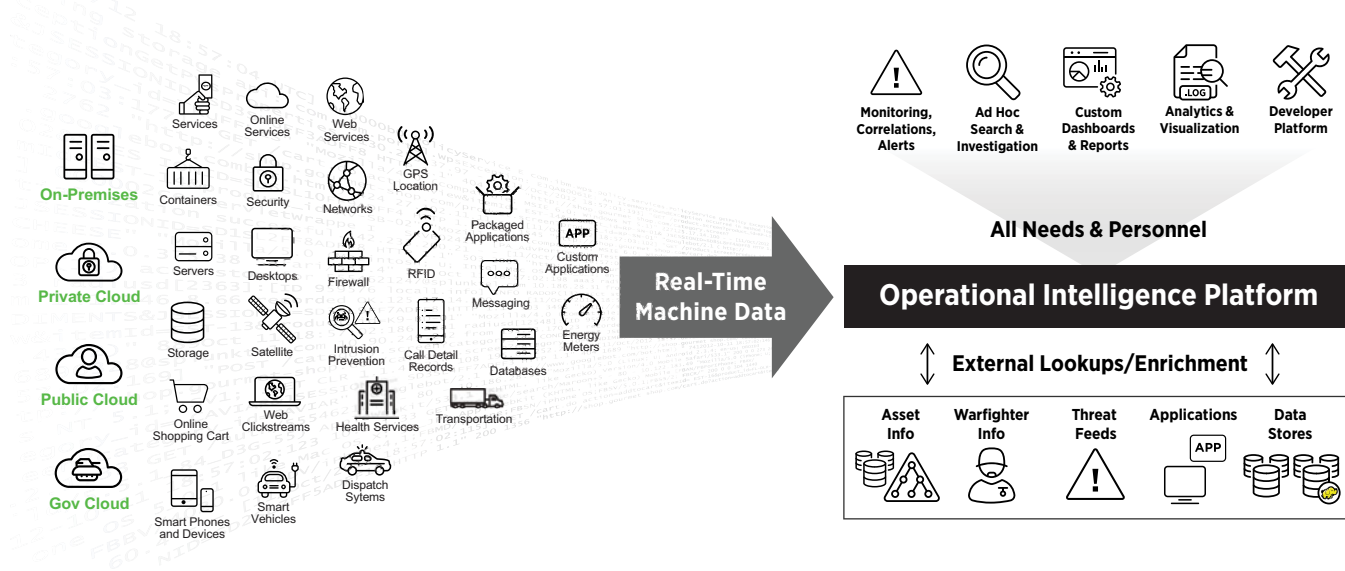 On-Premises
Private Cloud
Public Cloud
Gov Cloud
Services
Online
Services
Web
Services
GPS
Location
Containers
Security
Networks
Packaged
Applications
APP
Custom
Applications
Servers
Desktops
Firewall
RFID
Messaging
Energy
Meters
Storage
Satellite
Intrusion
Prevention
Call Detail
Records
Databases
Online
Shopping Cart
Web
Clickstreams
Health Services
Transportation
Smart Phones
and Devices
Smart
Vehicles
Dispatch
Sytems
Real-Time
Machine Data
!
Monitoring,
Correlations,
Alerts
Ad Hoc
Search &
Investigation
Custom
Dashboards
& Reports
.LOG
Analytics &
Visualization
Developer
Platform
All Needs & Personnel
Operational Intelligence Platform
External Lookups/Enrichment
Asset
Info
Warfighter
Info
Threat
Feeds
!
Applications
APP
Data
Stores